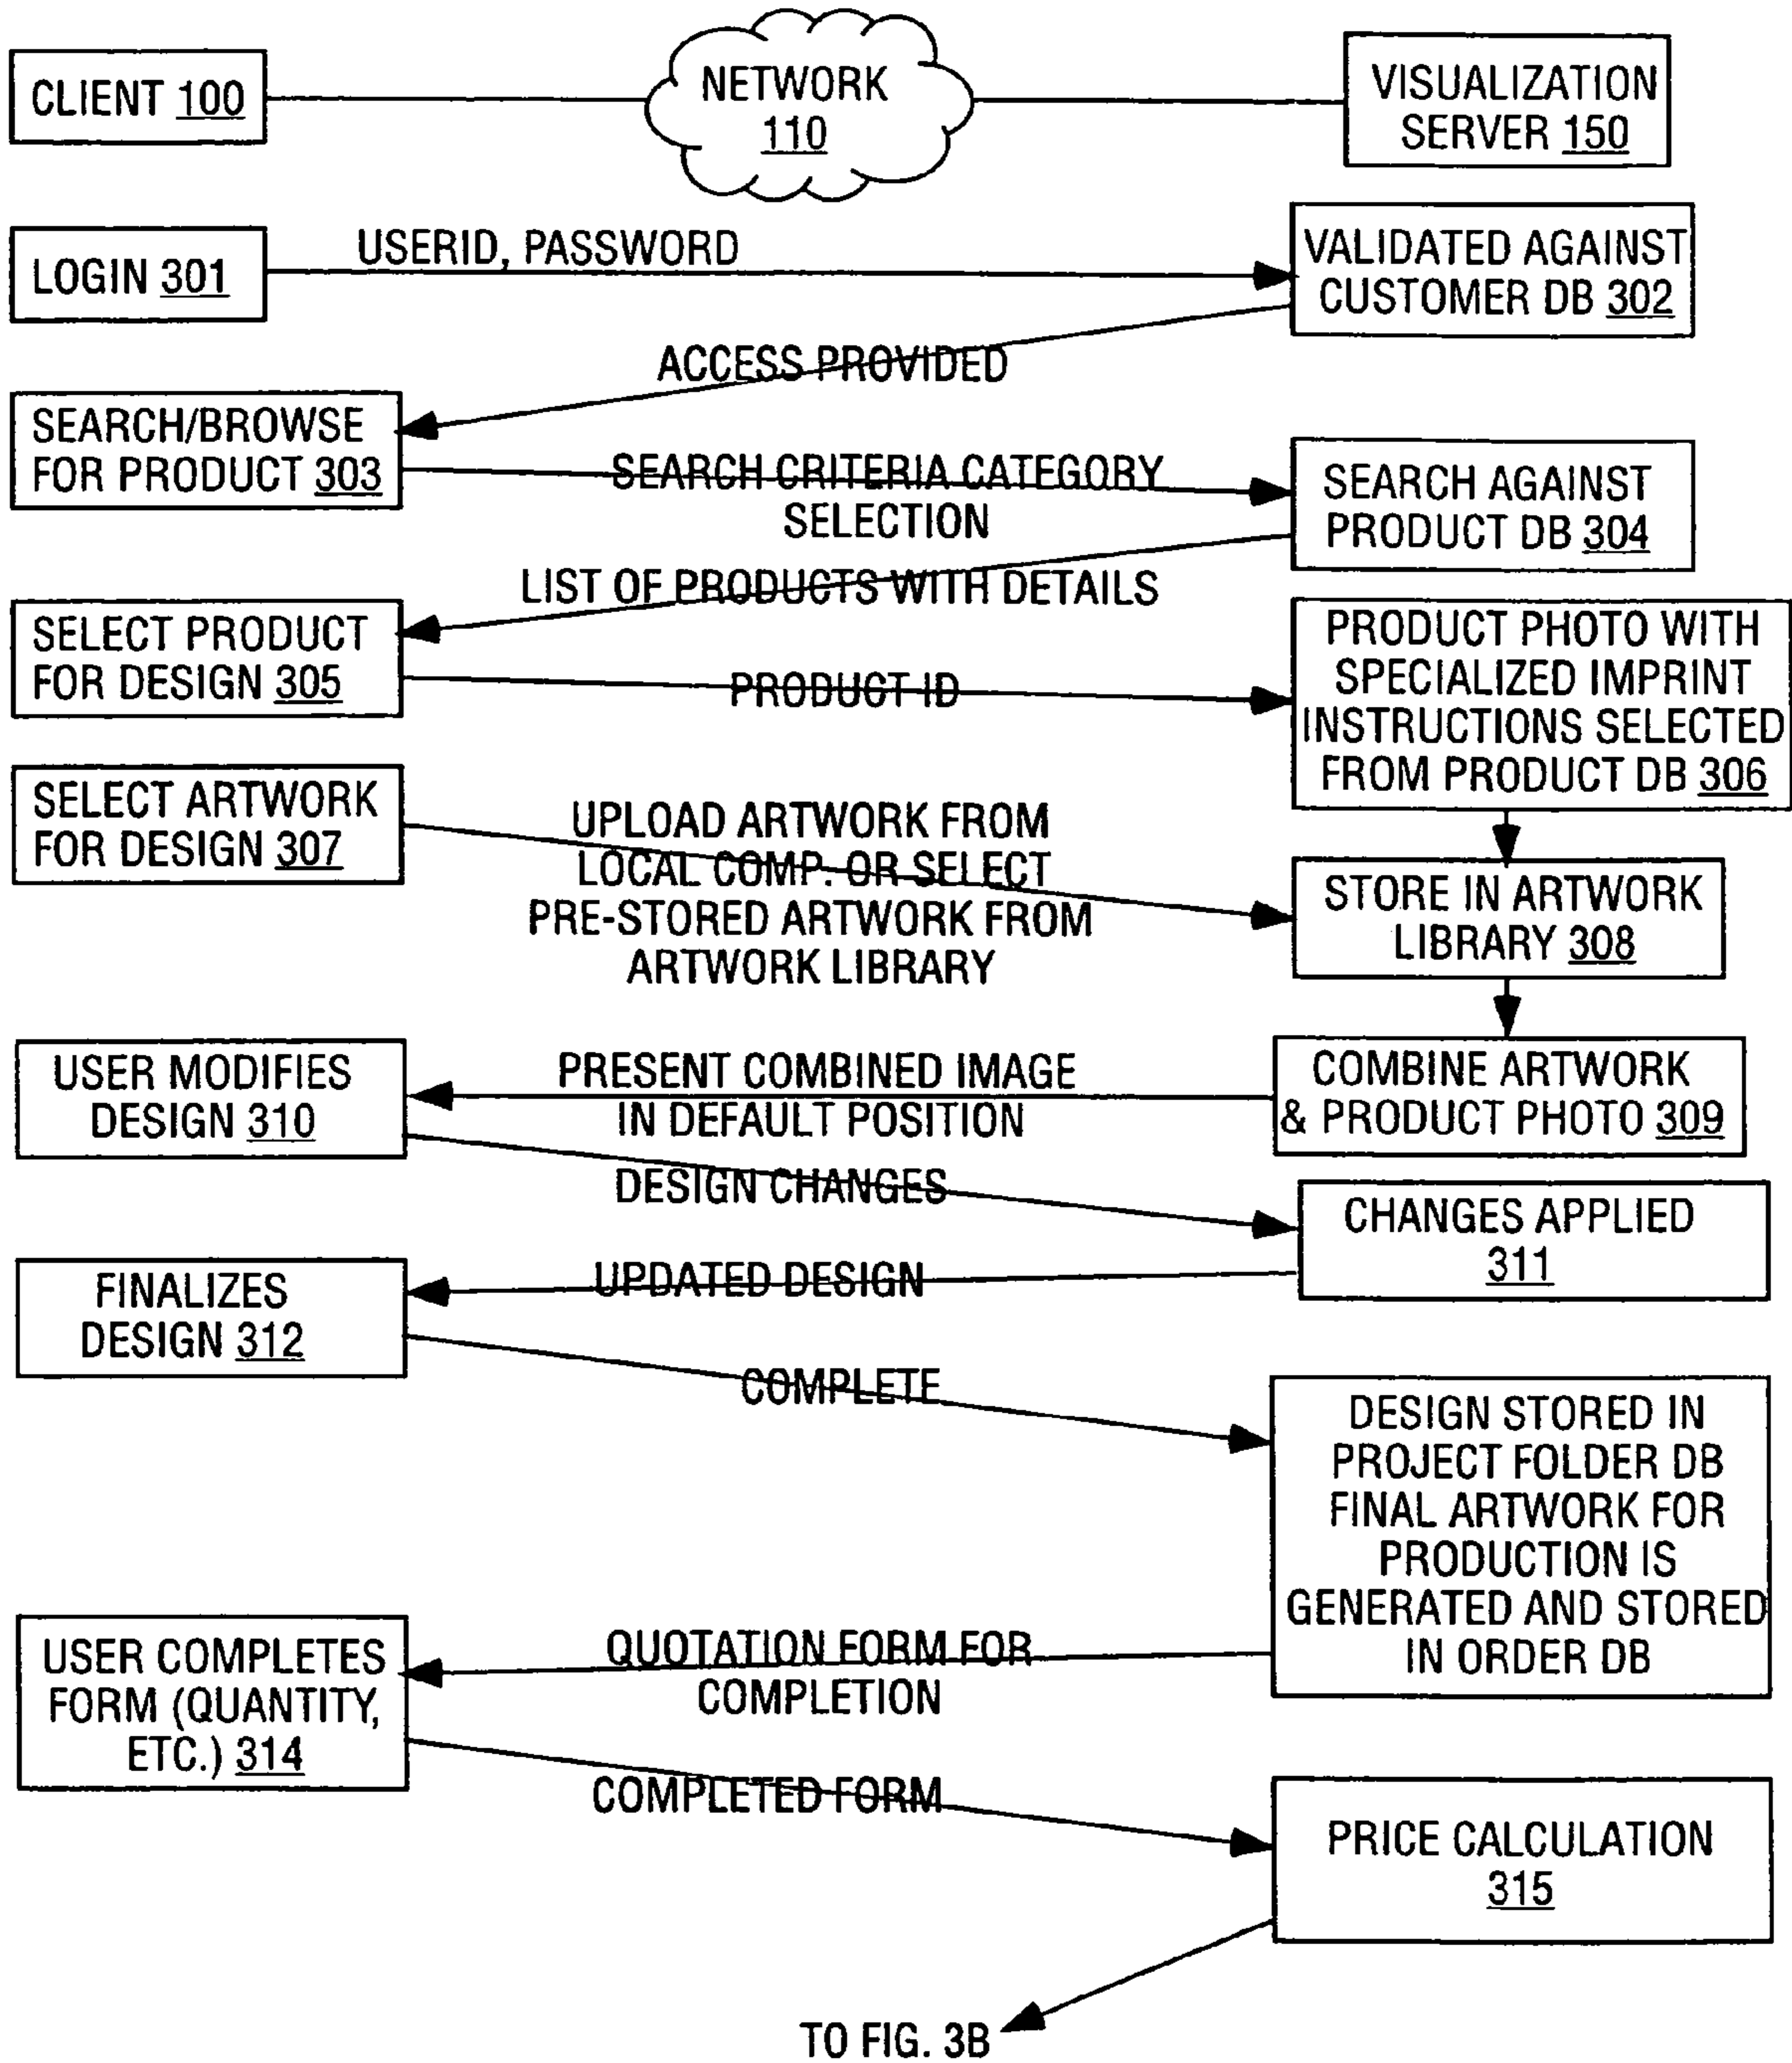 CLIENT 100
NETWORK
110
VISUALIZATION
SERVER 150
LOGIN 301
USERID, PASSWORD
VALIDATED AGAINST
CUSTOMER DB 302
ACCESS PROVIDED
SEARCH/BROWSE
FOR PRODUCT 303
SEARCH CRITERIA CATEGORY
SELECTION
SEARCH AGAINST
PRODUCT DB 304
LIST OF PRODUCTS WITH DETAILS
SELECT PRODUCT
FOR DESIGN 305
PRODUCT ID
PRODUCT PHOTO WITH
SPECIALIZED IMPRINT
INSTRUCTIONS SELECTED
FROM PRODUCT DB 306
SELECT ARTWORK
FOR DESIGN 307
UPLOAD ARTWORK FROM
LOCAL COMP. OR SELECT
PRE-STORED ARTWORK FROM
ARTWORK LIBRARY
STORE IN ARTWORK
LIBRARY 308
USER MODIFIES
DESIGN 310
PRESENT COMBINED IMAGE
IN DEFAULT POSITION
COMBINE ARTWORK
& PRODUCT PHOTO 309
DESIGN CHANGES
CHANGES APPLIED
311
FINALIZES
DESIGN 312
UPDATED DESIGN
COMPLETE
DESIGN STORED IN
PROJECT FOLDER DB
FINAL ARTWORK FOR
PRODUCTION IS
GENERATED AND STORED
IN ORDER DB
USER COMPLETES
FORM (QUANTITY,
ETC.) 314
QUOTATION FORM FOR
COMPLETION
COMPLETED FORM
PRICE CALCULATION
315
TO FIG. 3B